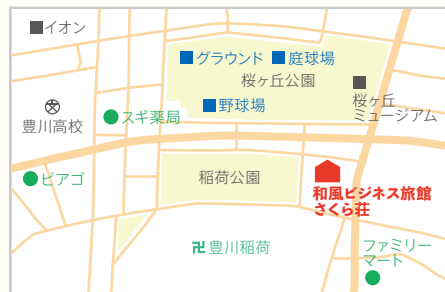 イオン
グラウンド
庭球場
桜ヶ丘公園
野球場
桜ヶ丘
ミュージアム
豊川高校
スギ薬局
ピアゴ
稲荷公園
和風ビジネス旅館
さくら荘
卍豊川稲荷
ファミリー
マート